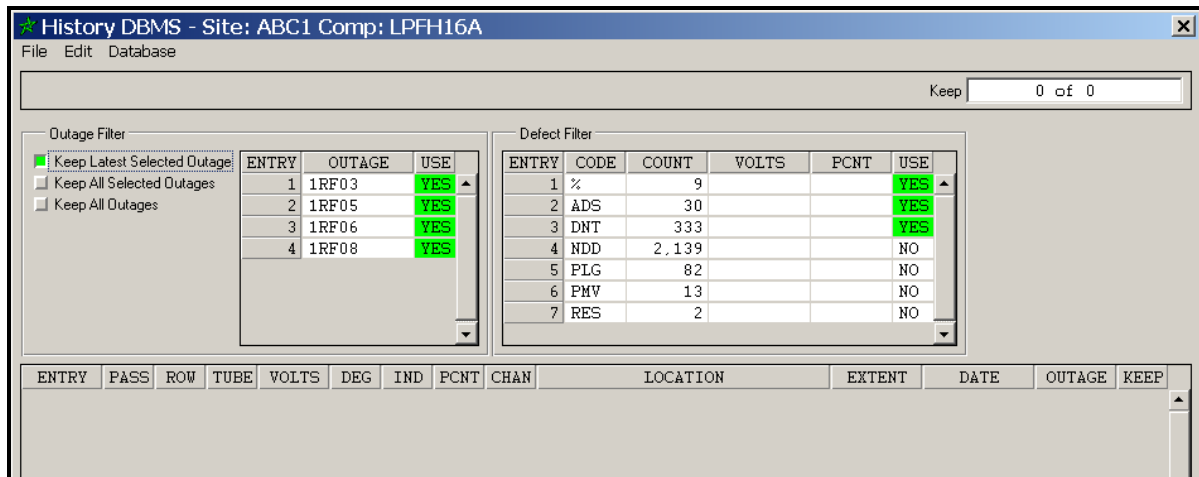 History DBMS - Site: ABC1 Comp: LPFH16A
File Edit Database
Keep 0 of 0
Outage Filter
Keep Latest Selected Outage
Keep All Selected Outages
Keep All Outages
ENTRY OUTAGE USE
1 1RF03 YES
2 1RF05 YES
3 1RF06 YES
4 1RF08 YES
Defect Filter
ENTRY CODE COUNT VOLTS PCNT USE
1 % 9 YES
2 ADS 30 YES
3 DNT 333 YES
4 NDD 2,139 NO
5 PLG 82 NO
6 PMV 13 NO
7 RES 2 NO
ENTRY PASS ROW TUBE VOLTS DEG IND PCNT CHAN LOCATION EXTENT DATE OUTAGE KEEP